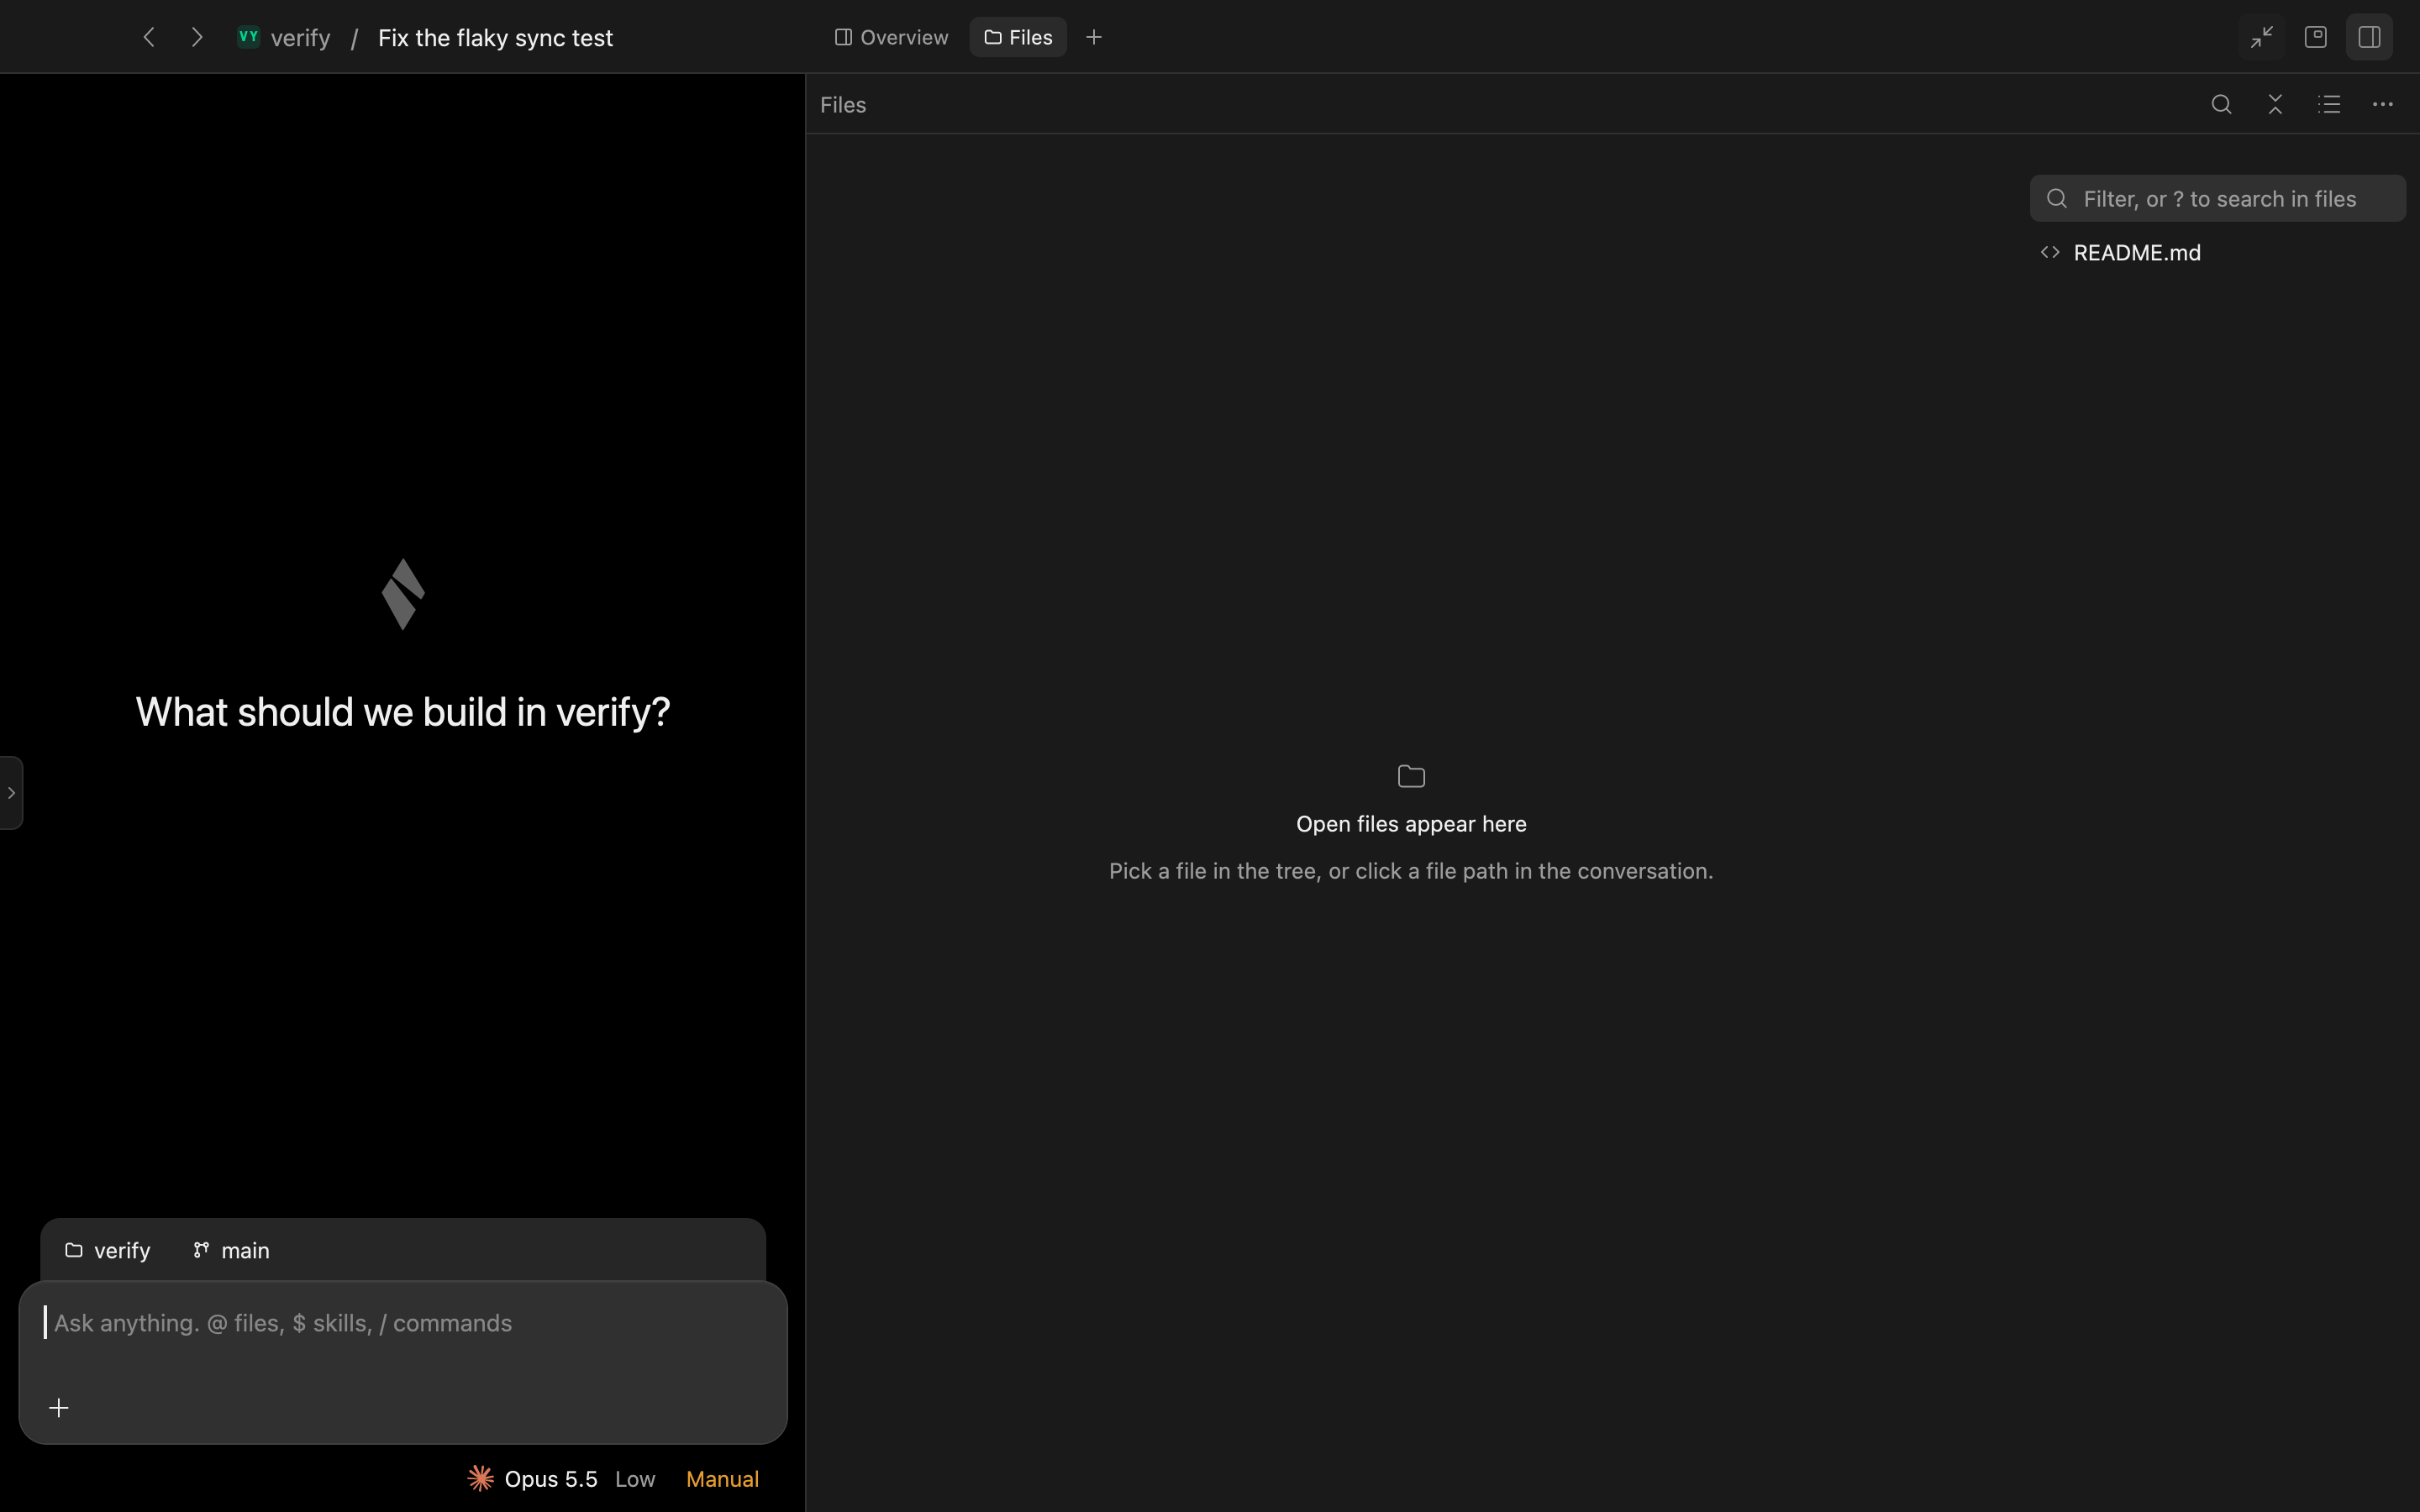 VY verify / Fix the flaky sync test
Overview
Files
Files
Filter, or ? to search in files
README.md
What should we build in verify?
Open files appear here
Pick a file in the tree, or click a file path in the conversation.
verify
main
Ask anything. @ files, $ skills, / commands
Opus 5.5 Low Manual